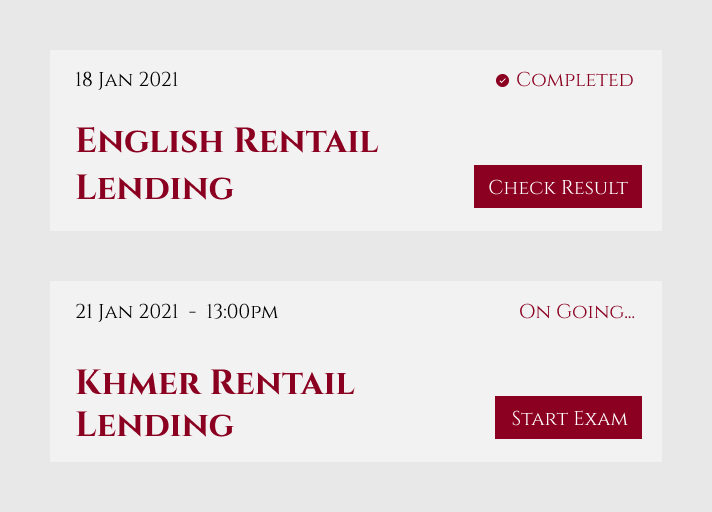 18 Jan 2021
Completed
English Rentail
Lending
Check Result
21 Jan 2021 - 13:00pm
On Going...
Khmer Rentail
Lending
Start Exam